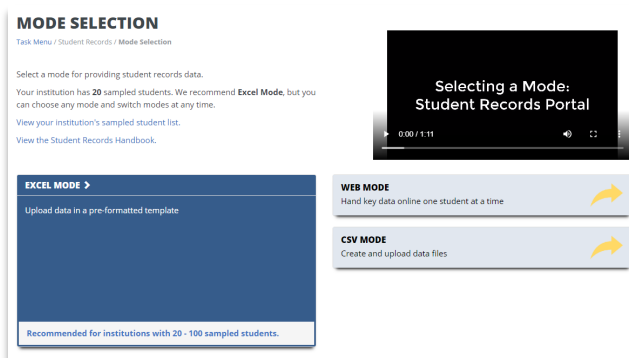 MODE SELECTION
Task Menu / Student Records / Mode Selection
Select a mode for providing student records data.
Your institution has 20 sampled students. We recommend Excel Mode, but you
can choose any mode and switch modes at any time.
View your institution's sampled student list.
View the Student Records Handbook.
Selecting a Mode:
Student Records Portal
0:00 / 1:11
EXCEL MODE
Upload data in a pre-formatted template
Recommended for institutions with 20 - 100 sampled students.
WEB MODE
Hand key data online one student at a time
CSV MODE
Create and upload data files